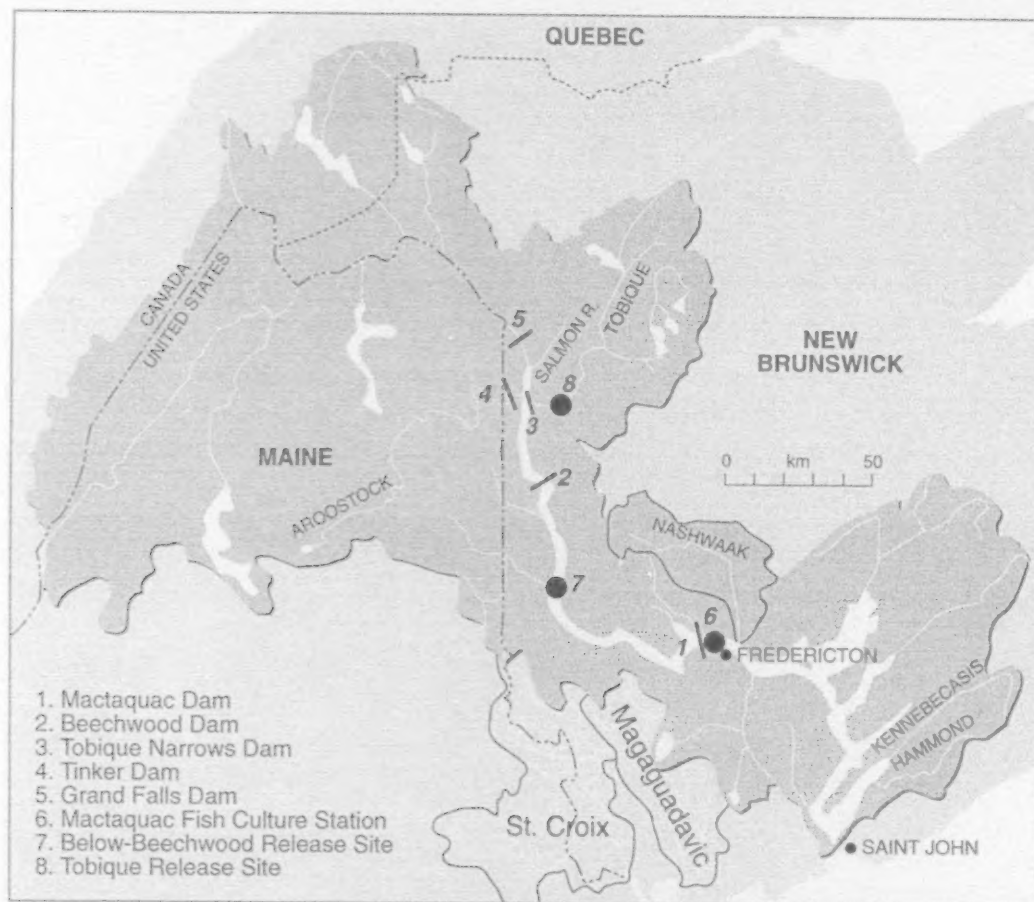 QUEBEC
CANADA
UNITED STATES
SALMON R.
TOBIQUE
NEW
BRUNSWICK
5
4
3
8
MAINE
0 km 50
2
AROOSTOCK
NASHWAAK
7
6
1
FREDERICTON
KENNEBECASIS
HAMMOND
Magaguadavic
St. Croix
SAINT JOHN
1. Mactaquac Dam
2. Beechwood Dam
3. Tobique Narrows Dam
4. Tinker Dam
5. Grand Falls Dam
6. Mactaquac Fish Culture Station
7. Below-Beechwood Release Site
8. Tobique Release Site